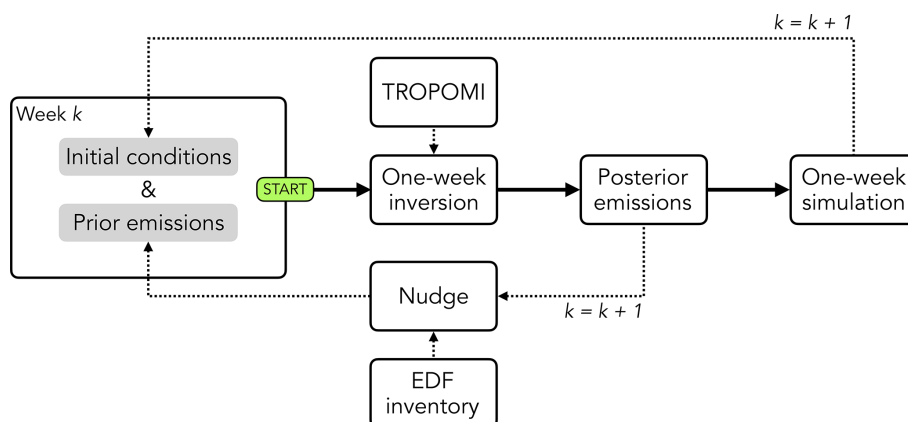 k = k + 1
TROPOMI
Week k
Initial conditions
&
Prior emissions
START
One-week
inversion
Posterior
emissions
One-week
simulation
Nudge
k = k + 1
EDF
inventory